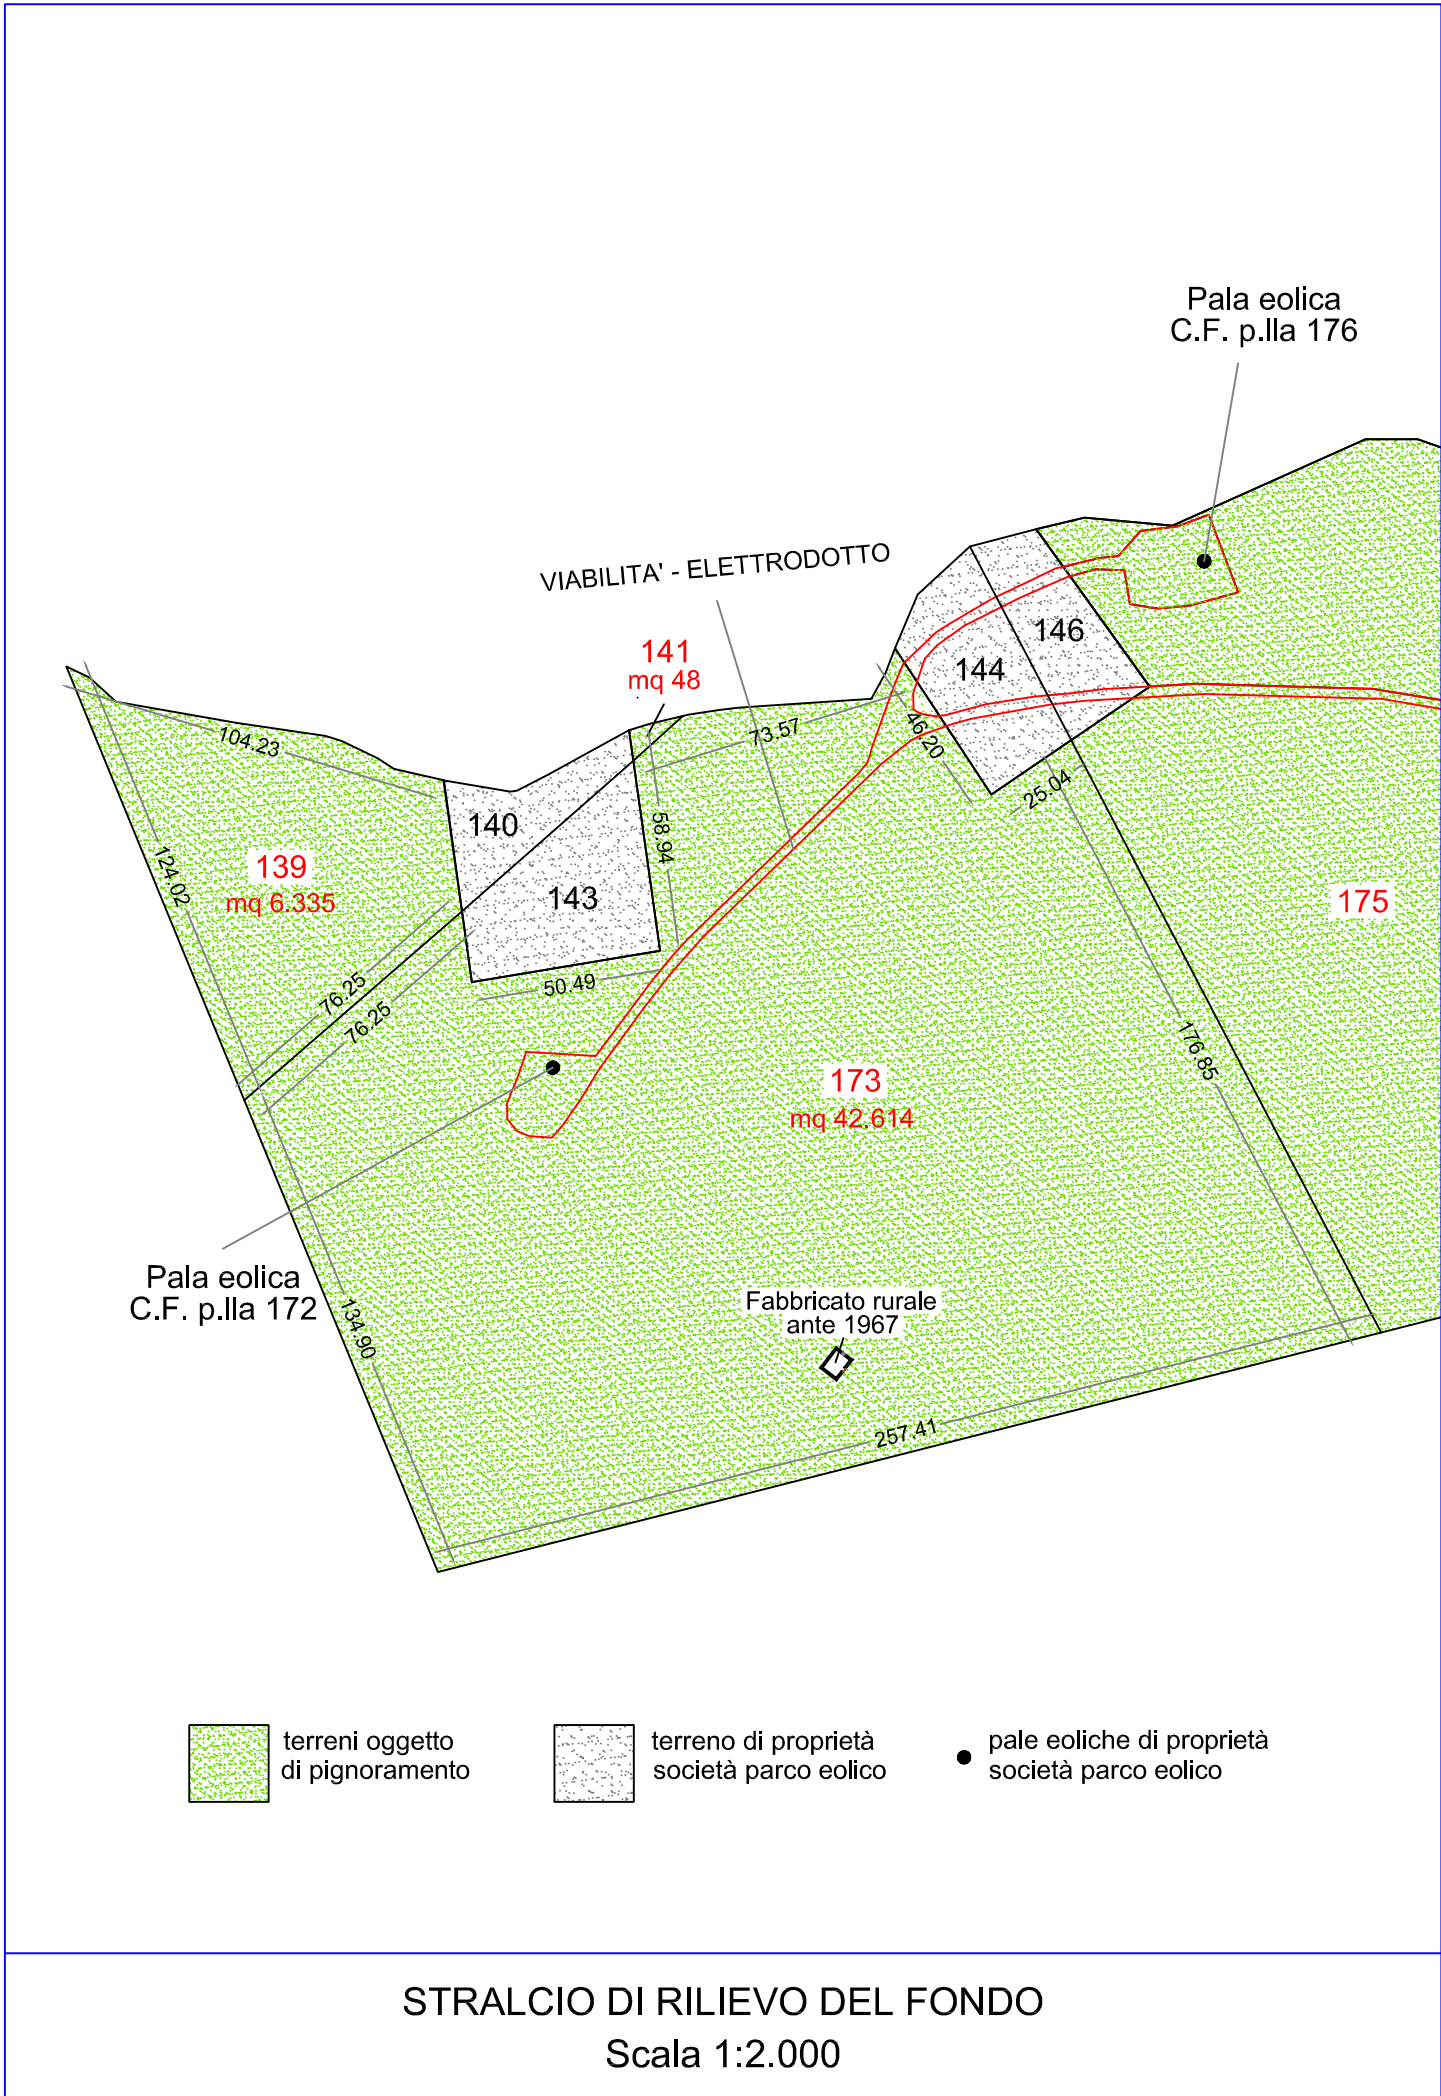 Pala eolica
C.F. p.lla 176
VIABILITA' - ELETTRODOTTO
141
mq 48
146
144
104.23
73.57
46.20
25.04
140
58.94
139
mq 6.335
124.02
143
175
76.25
50.49
76.25
176.85
173
mq 42.614
Pala eolica
C.F. p.lla 172
134.90
Fabbricato rurale
ante 1967
257.41
terreni oggetto
di pignoramento
terreno di proprietà
società parco eolico
pale eoliche di proprietà
società parco eolico
STRALCIO DI RILIEVO DEL FONDO
Scala 1:2.000